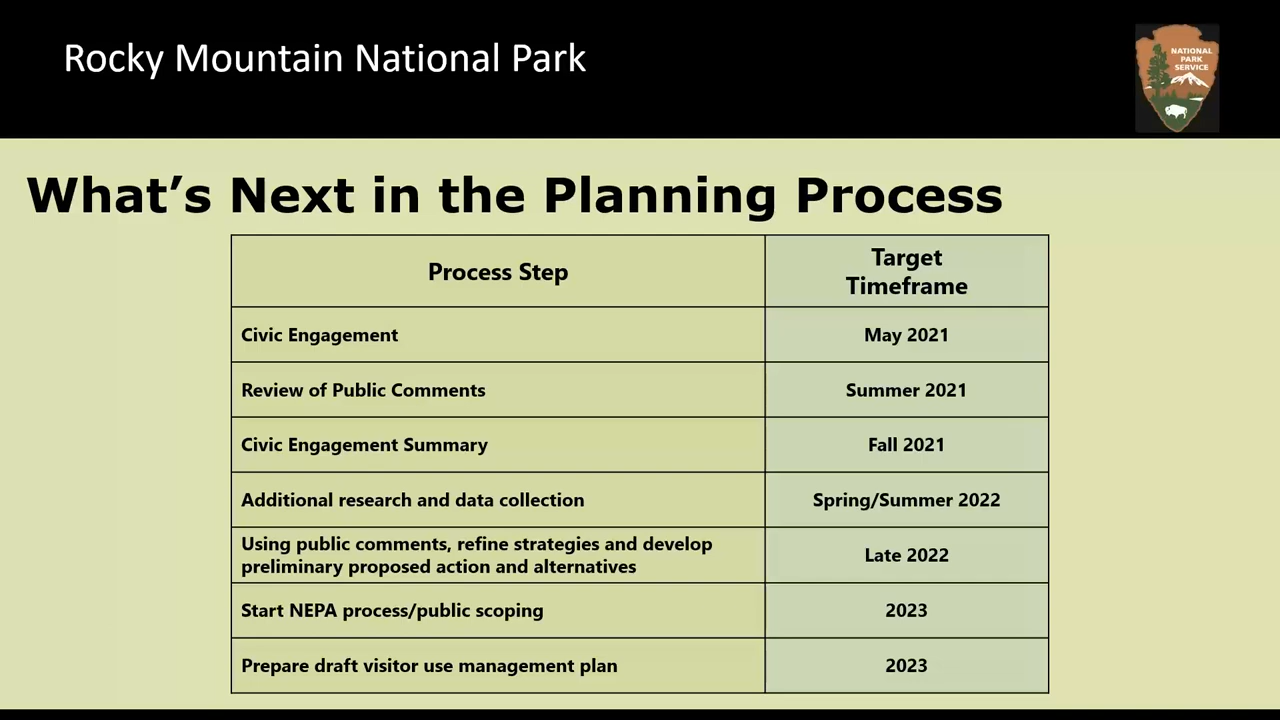 Rocky Mountain National Park
NATIONAL
PARK
SERVICE
What’s Next in the Planning Process
Process Step
Target
Timeframe
Civic Engagement
May 2021
Review of Public Comments
Summer 2021
Civic Engagement Summary
Fall 2021
Additional research and data collection
Spring/Summer 2022
Using public comments, refine strategies and develop
preliminary proposed action and alternatives
Late 2022
Start NEPA process/public scoping
2023
Prepare draft visitor use management plan
2023